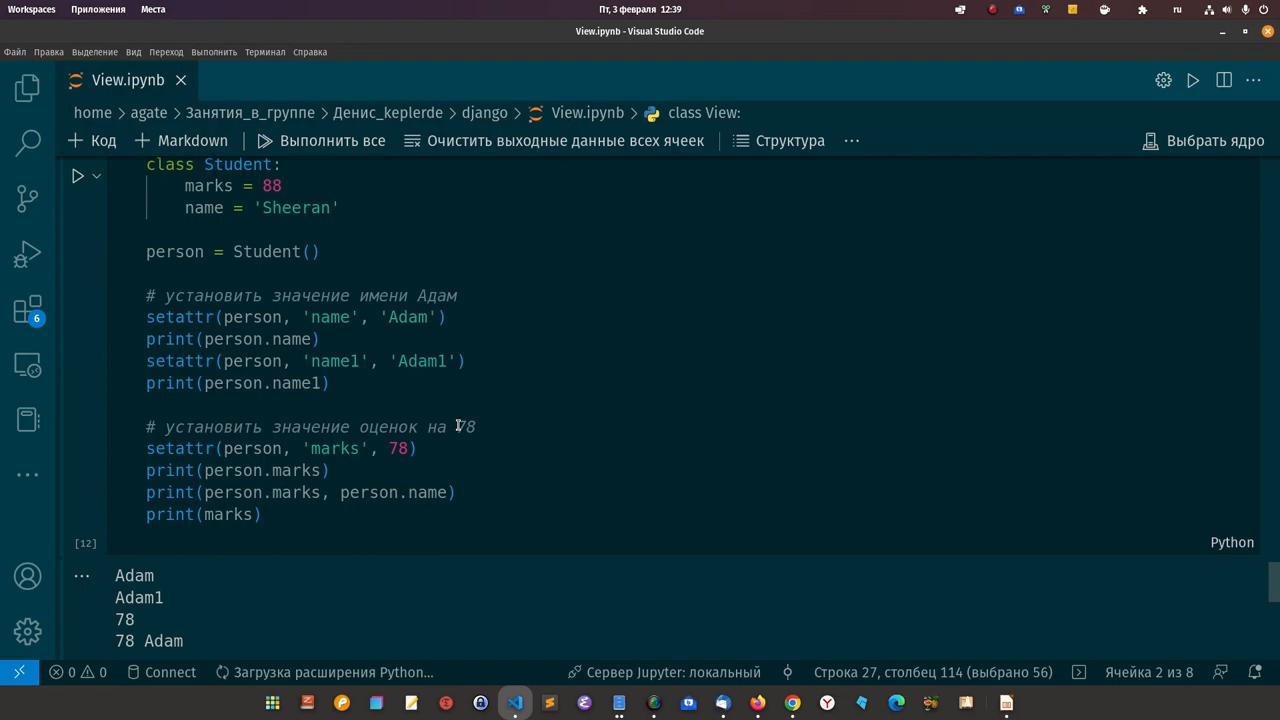 Workspaces Приложения Места Пт, 3 февраля 12:39 ru
View.ipynb - Visual Studio Code
Файл Правка Выделение Вид Переход Выполнить Терминал Справка
View.ipynb
home > agate > Занятия_в_группе > Денис_keplerde > django > View.ipynb > class View:
Код Markdown Выполнить все Очистить выходные данные всех ячеек Структура Выбрать ядро
class Student:
marks = 88
name = 'Sheeran'
person = Student()
# установить значение имени Адам
setattr(person, 'name', 'Adam')
print(person.name)
setattr(person, 'name1', 'Adam1')
print(person.name1)
# установить значение оценок на 78
setattr(person, 'marks', 78)
print(person.marks)
print(person.marks, person.name)
print(marks)
[12] Python
Adam
Adam1
78
78 Adam
6
0 0 Connect Загрузка расширения Python... Сервер Jupyter: локальный Строка 27, столбец 114 (выбрано 56) Ячейка 2 из 8